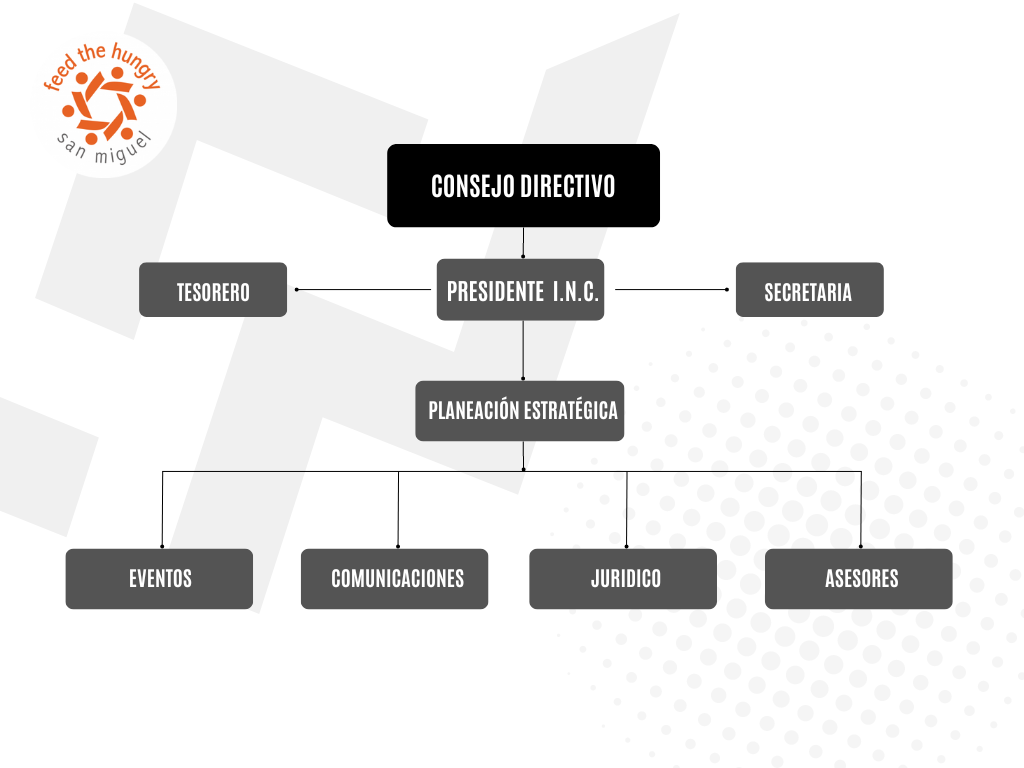 feed the hungry
san miguel
CONSEJO DIRECTIVO
TESORERO
PRESIDENTE I.N.C.
SECRETARIA
PLANEACIÓN ESTRATÉGICA
EVENTOS
COMUNICACIONES
JURIDICO
ASESORES